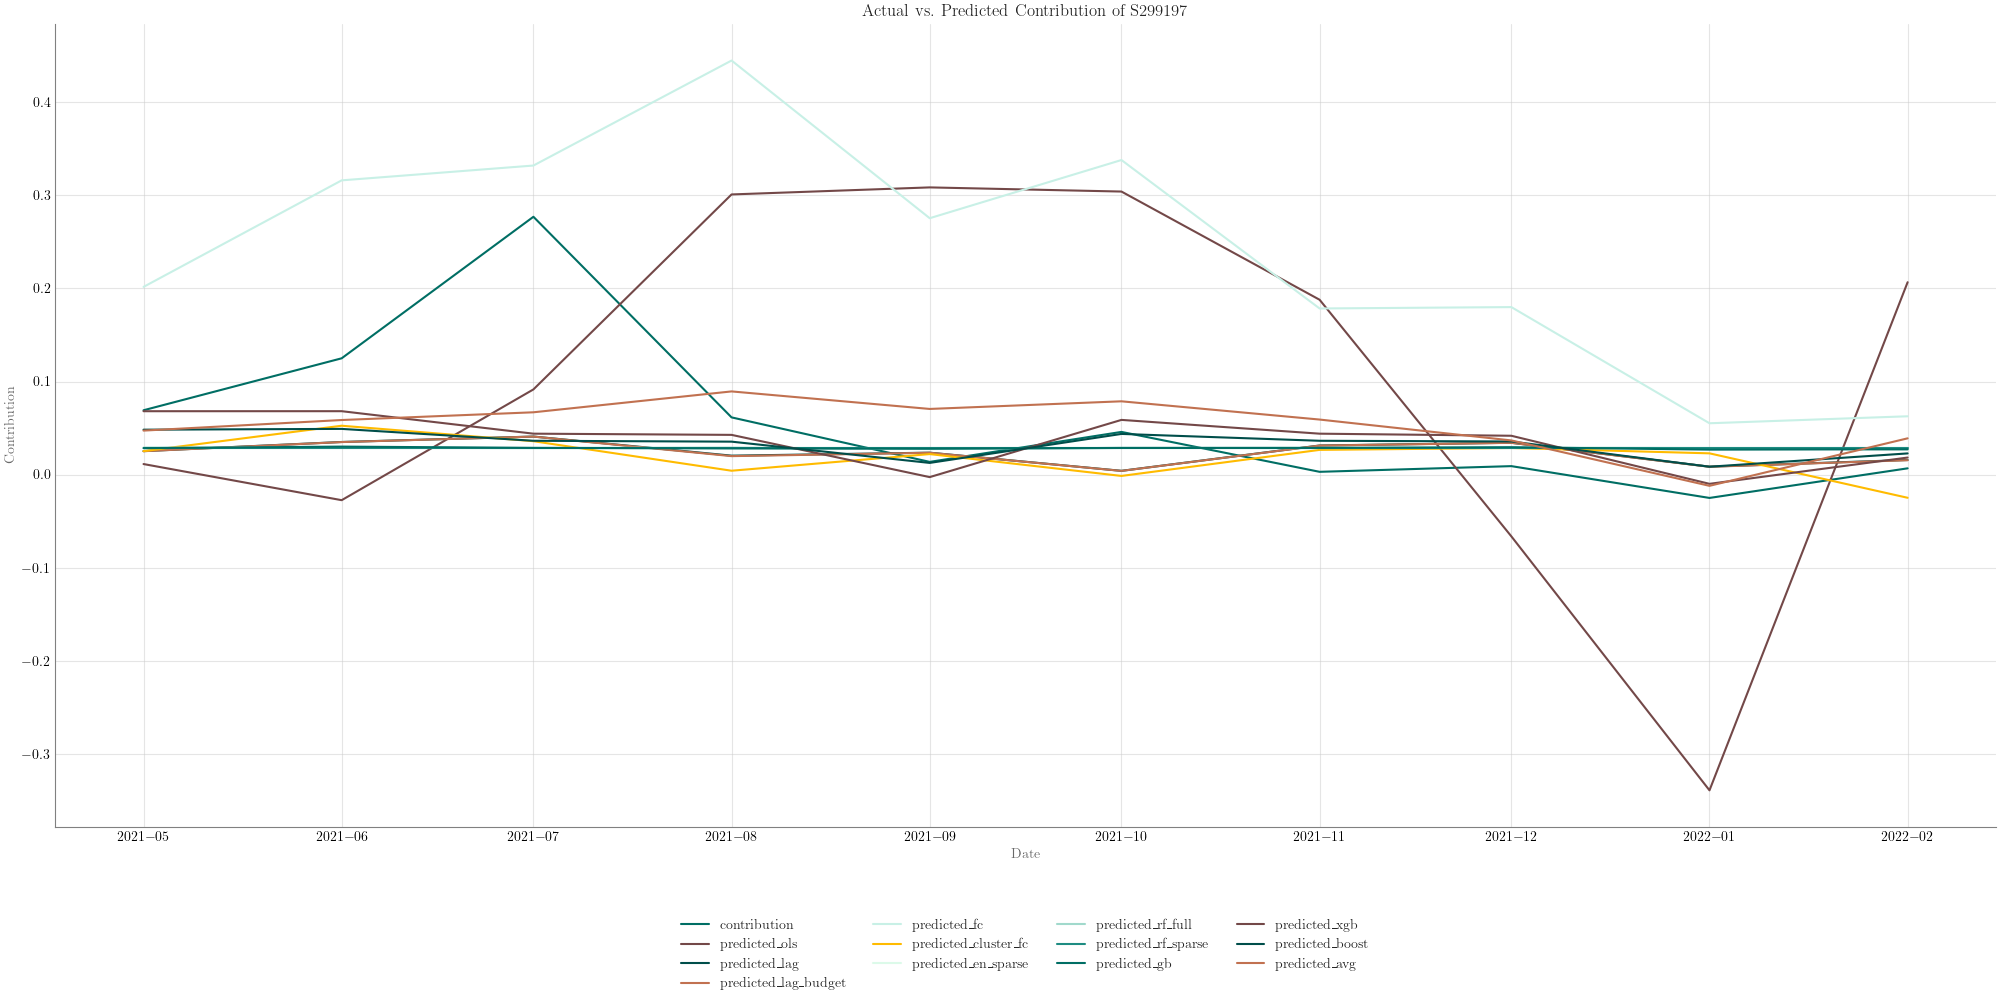 Actual vs. Predicted Contribution of S299197
Contribution
0.4
0.3
0.2
0.1
0.0
−0.1
−0.2
−0.3
2021−05 2021−06 2021−07 2021−08 2021−09 2021−10 2021−11 2021−12 2022−01 2022−02
Date
contribution predicted_fc predicted_rf_full predicted_xgb
predicted_ols predicted_cluster_fc predicted_rf_sparse predicted_boost
predicted_lag predicted_en_sparse predicted_gb predicted_avg
predicted_lag_budget